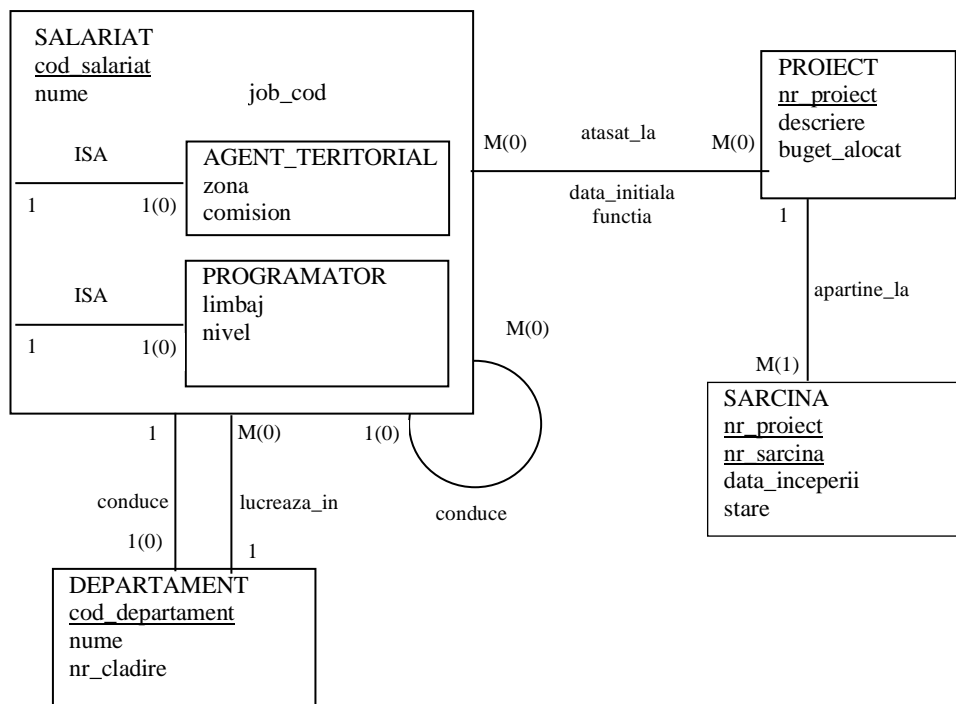 SALARIAT
cod_salariat
nume
job_cod
ISA
1
1(0)
AGENT_TERITORIAL
zona
comision
ISA
1
1(0)
PROGRAMATOR
limbaj
nivel
M(0)
atasat_la
M(0)
data_initiala
functia
PROIECT
nr_proiect
descriere
buget_alocat
1
apartine_la
M(1)
SARCINA
nr_proiect
nr_sarcina
data_inceperii
stare
M(0)
1(0)
conduce
1
M(0)
conduce
lucreaza_in
1(0)
1
DEPARTAMENT
cod_departament
nume
nr_cladire